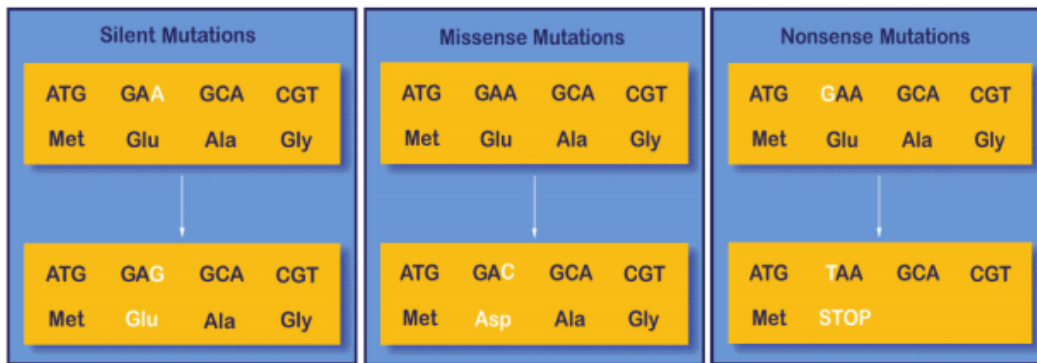 Silent Mutations
ATG GAA GCA CGT
Met Glu Ala Gly
ATG GAG GCA CGT
Met Glu Ala Gly
Missense Mutations
ATG GAA GCA CGT
Met Glu Ala Gly
ATG GAC GCA CGT
Met Asp Ala Gly
Nonsense Mutations
ATG GAA GCA CGT
Met Glu Ala Gly
ATG TAA GCA CGT
Met STOP